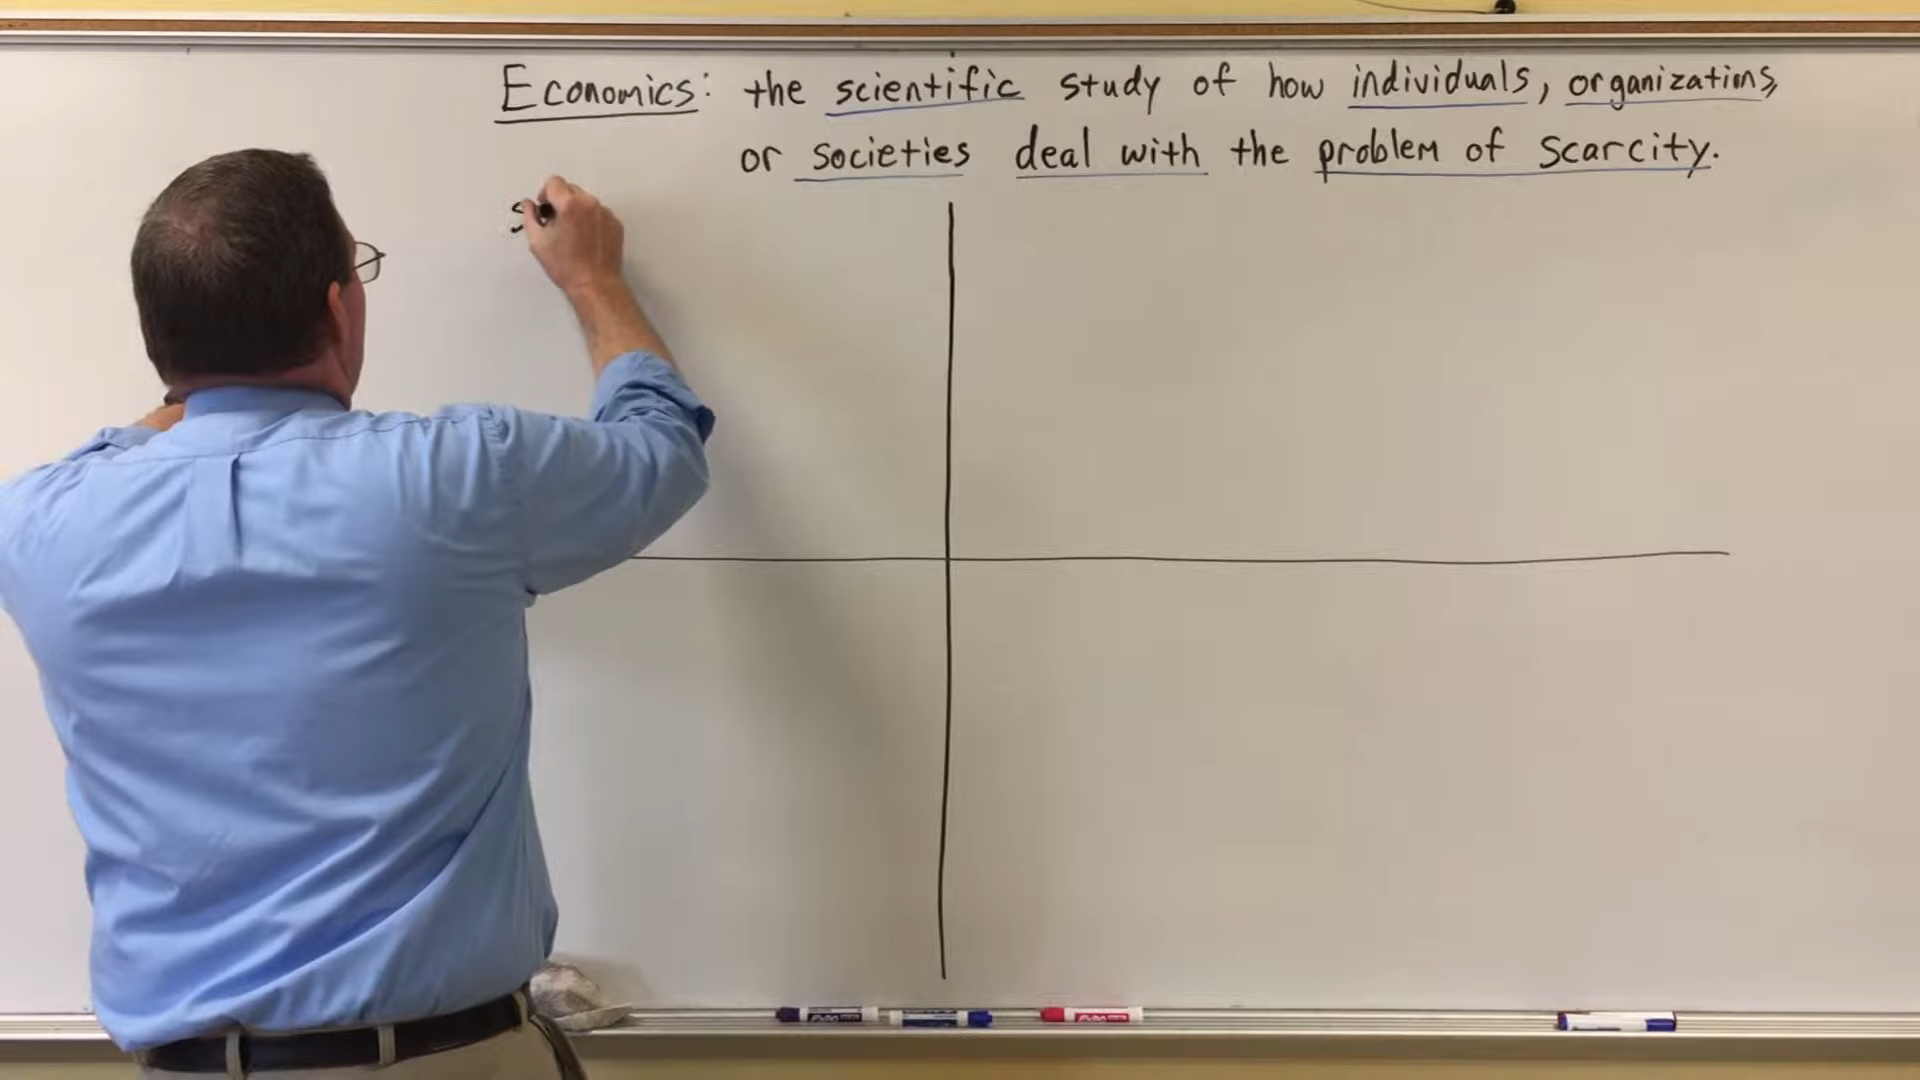 Economics: the scientific study of how individuals, organizations,
or societies deal with the problem of scarcity.
S